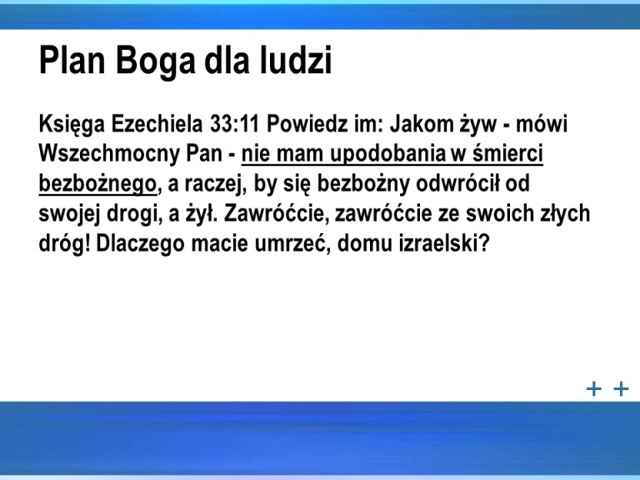 Plan Boga dla ludzi
Księga Ezechiela 33:11 Powiedz im: Jakom żyw - mówi
Wszechmocny Pan - nie mam upodobania w śmierci
bezbożnego, a raczej, by się bezbożny odwrócił od
swojej drogi, a żył. Zawróćcie, zawróćcie ze swoich złych
dróg! Dlaczego macie umrzeć, domu izraelski?